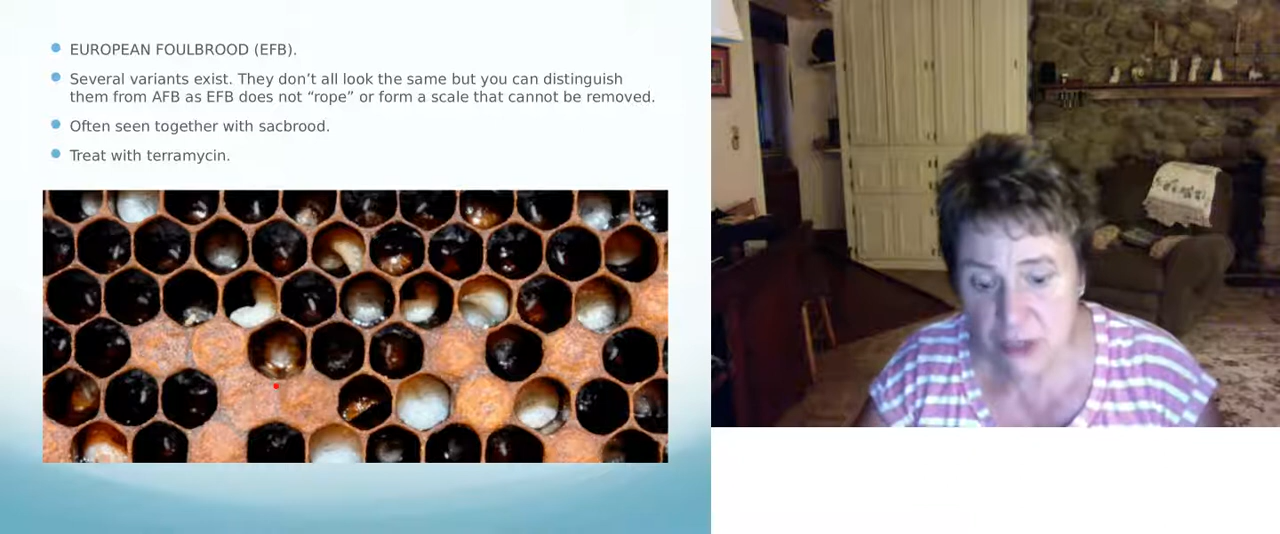 EUROPEAN FOULBROOD (EFB).
Several variants exist. They don’t all look the same but you can distinguish
them from AFB as EFB does not “rope” or form a scale that cannot be removed.
Often seen together with sacbrood.
Treat with terramycin.